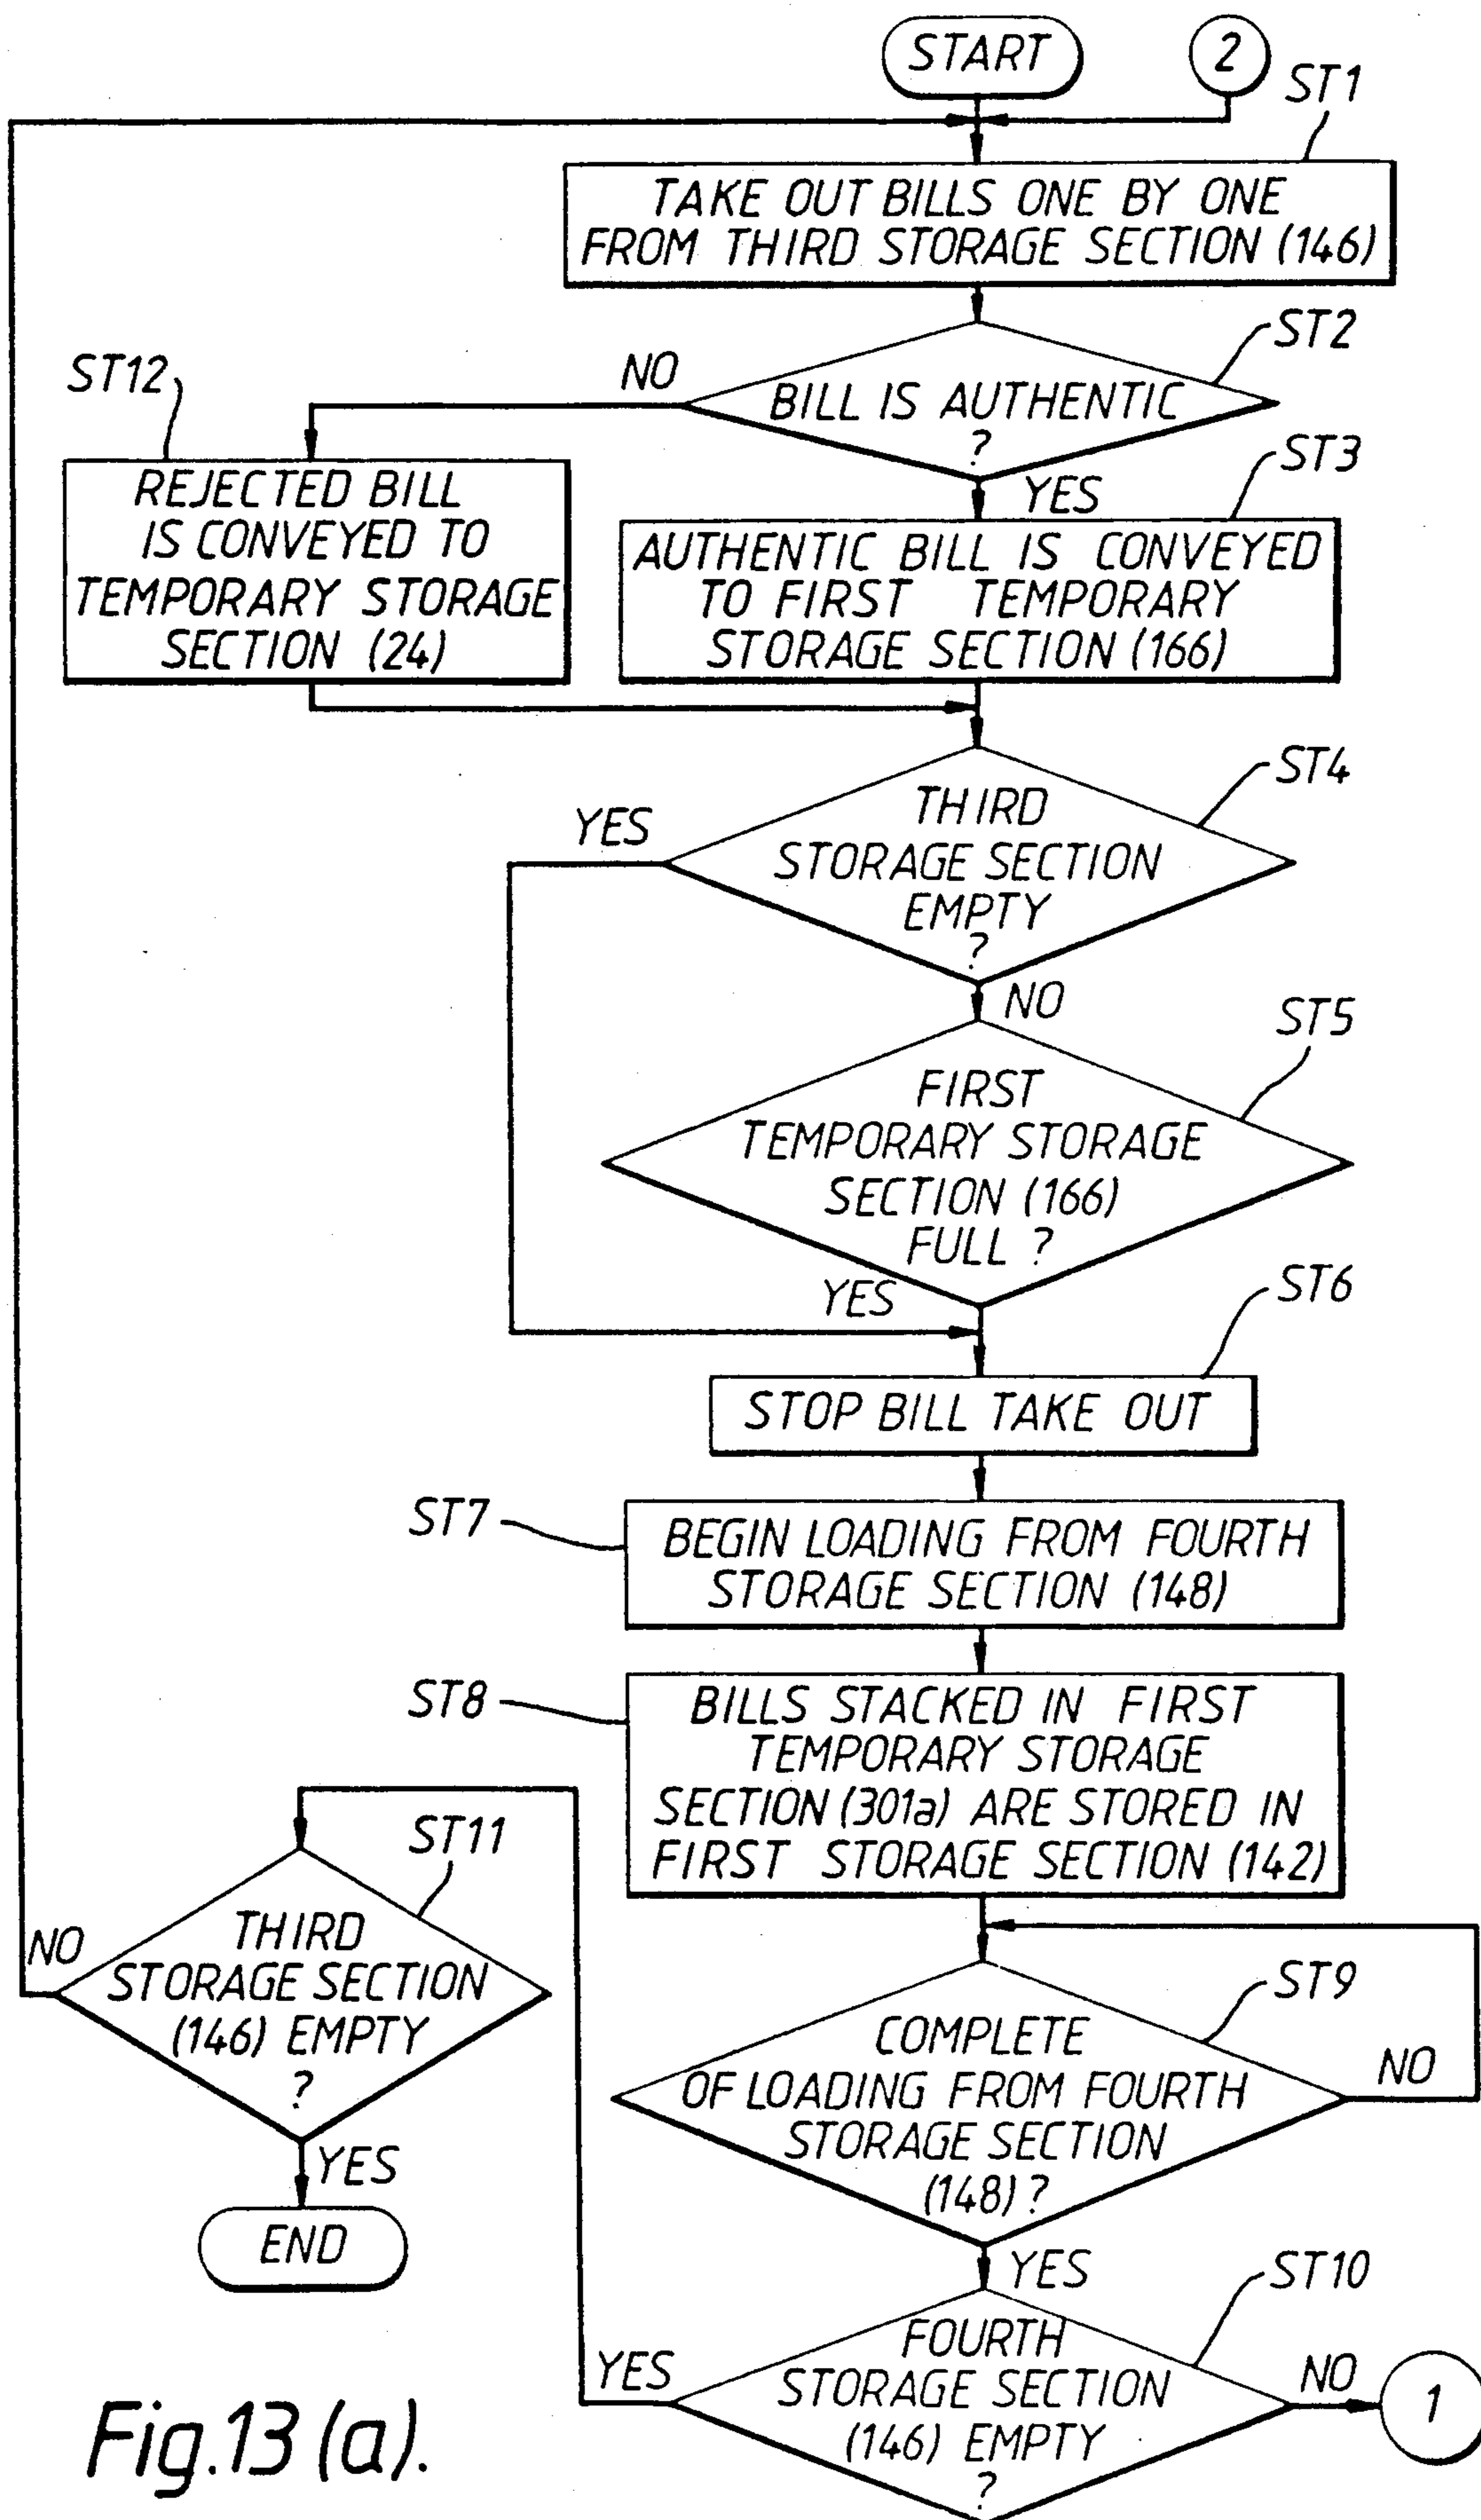 START
2
ST1
TAKE OUT BILLS ONE BY ONE
FROM THIRD STORAGE SECTION (146)
ST2
NO
BILL IS AUTHENTIC
?
ST12
REJECTED BILL
IS CONVEYED TO
TEMPORARY STORAGE
SECTION (24)
YES
ST3
AUTHENTIC BILL IS CONVEYED
TO FIRST TEMPORARY
STORAGE SECTION (166)
ST4
YES
THIRD
STORAGE SECTION
EMPTY
?
NO
ST5
FIRST
TEMPORARY STORAGE
SECTION (166)
FULL ?
YES
ST6
STOP BILL TAKE OUT
ST7
BEGIN LOADING FROM FOURTH
STORAGE SECTION (148)
ST8
BILLS STACKED IN FIRST
TEMPORARY STORAGE
SECTION (301a) ARE STORED IN
FIRST STORAGE SECTION (142)
ST9
COMPLETE
OF LOADING FROM FOURTH
STORAGE SECTION
(148) ?
NO
YES
ST10
FOURTH
STORAGE SECTION
(146) EMPTY
?
NO
1
YES
ST11
THIRD
STORAGE SECTION
(146) EMPTY
?
NO
YES
END
Fig.13 (a).